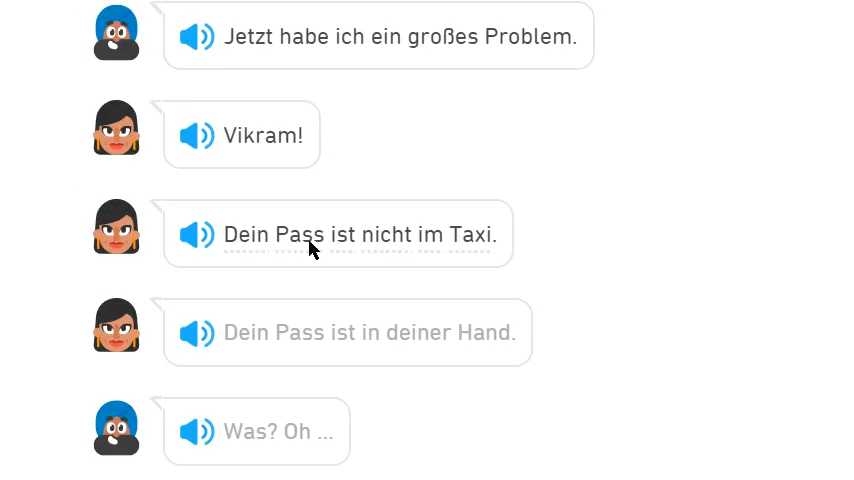 Jetzt habe ich ein großes Problem.
Vikram!
Dein Pass ist nicht im Taxi.
Dein Pass ist in deiner Hand.
Was? Oh ...